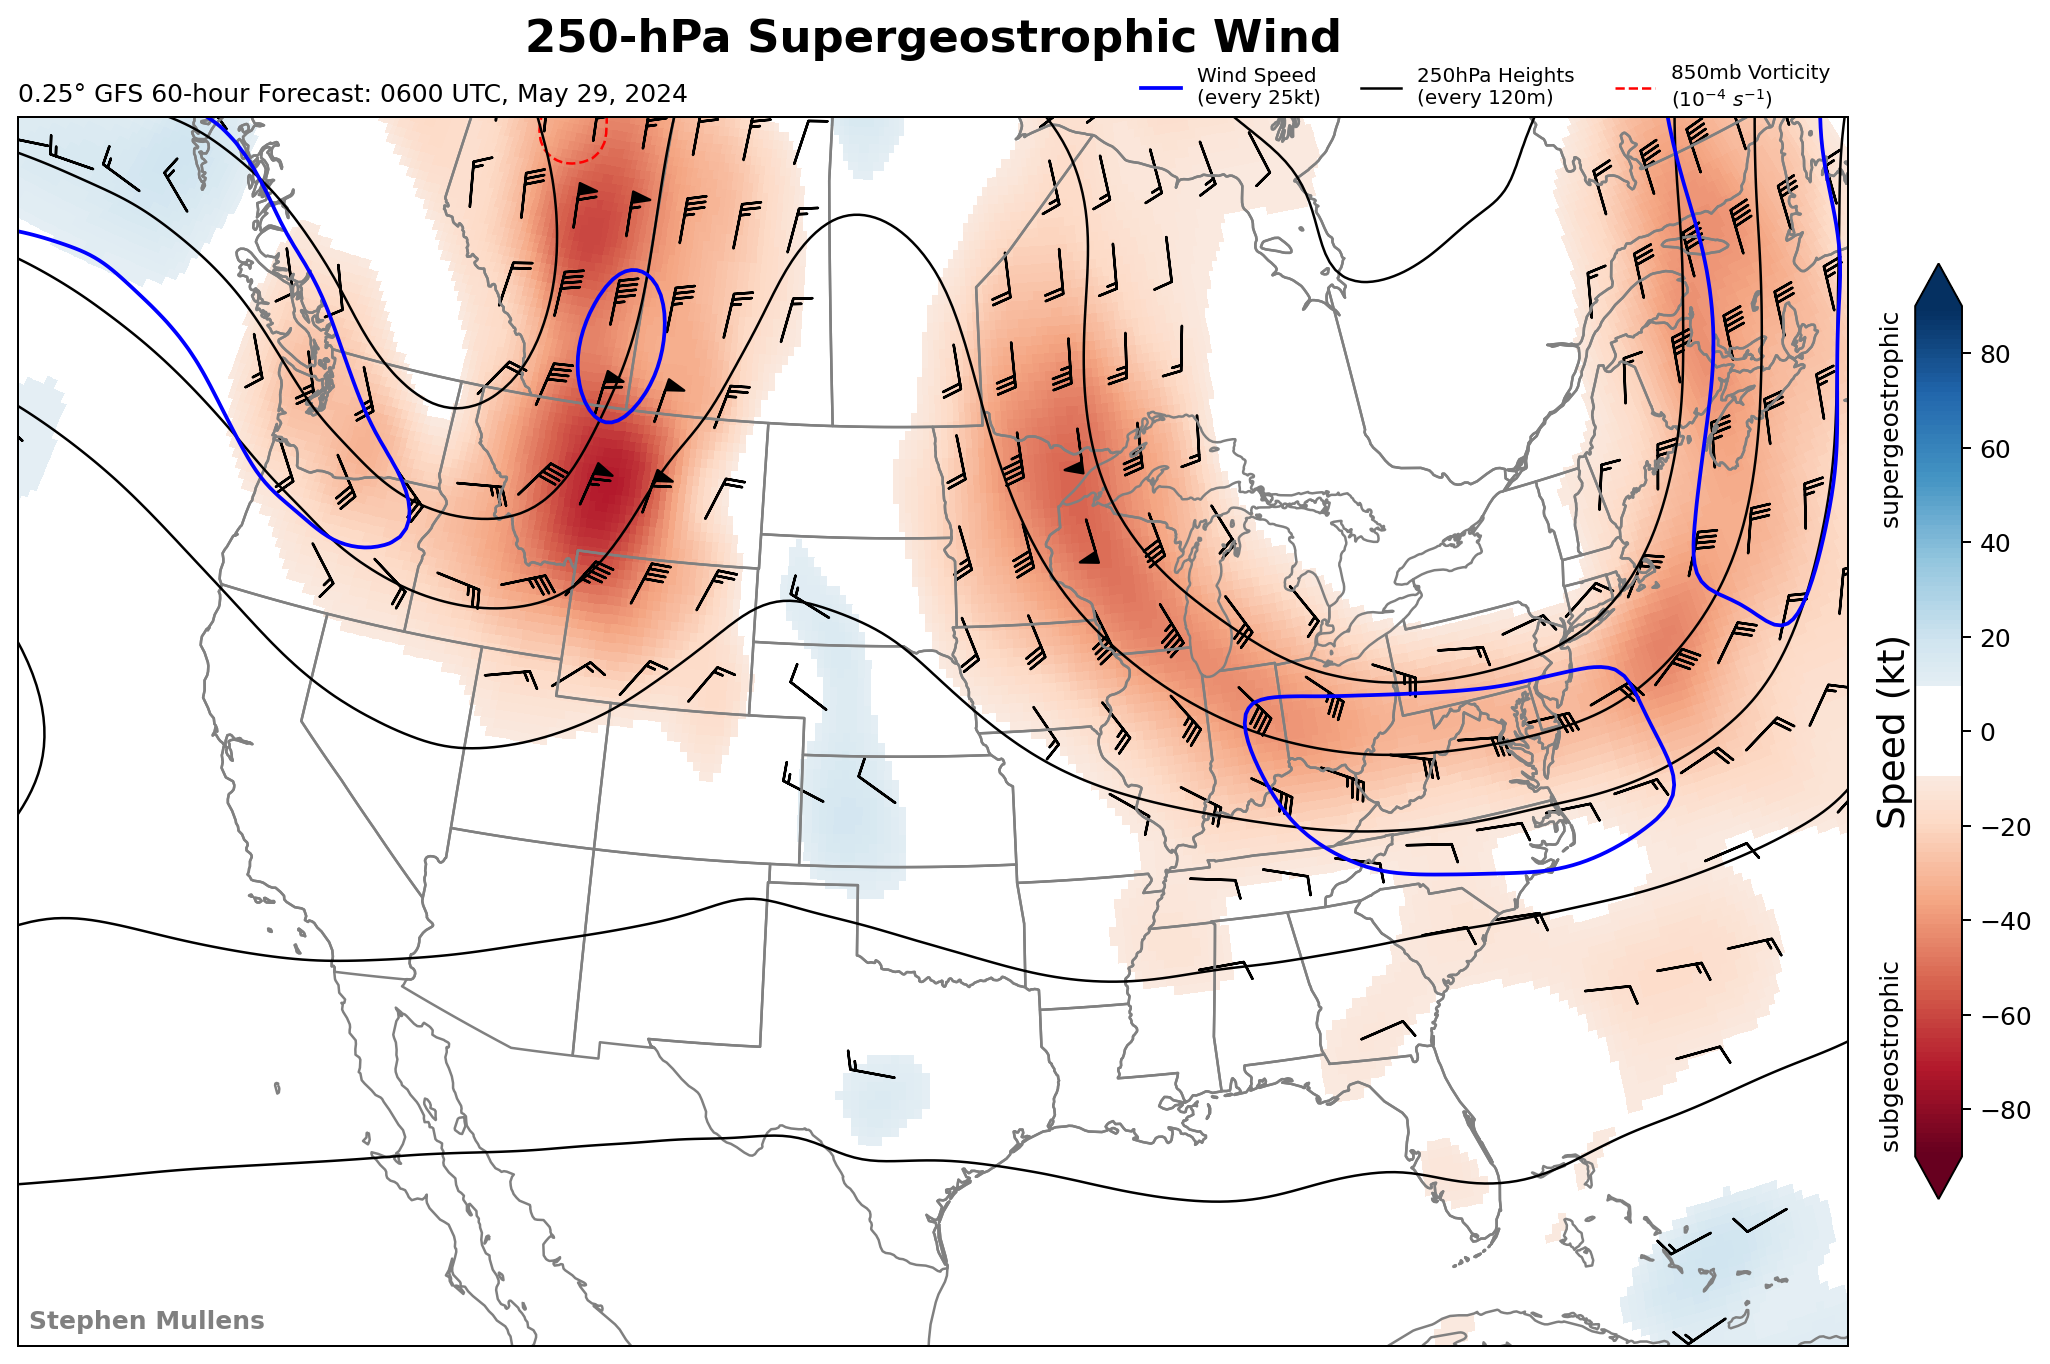 250-hPa Supergeostrophic Wind
0.25° GFS 60-hour Forecast: 0600 UTC, May 29, 2024
Wind Speed
(every 25kt)
250hPa Heights
(every 120m)
850mb Vorticity
(10⁻⁴ s⁻¹)
supergeostrophic
Speed (kt)
subgeostrophic
80
60
40
20
0
−20
−40
−60
−80
Stephen Mullens